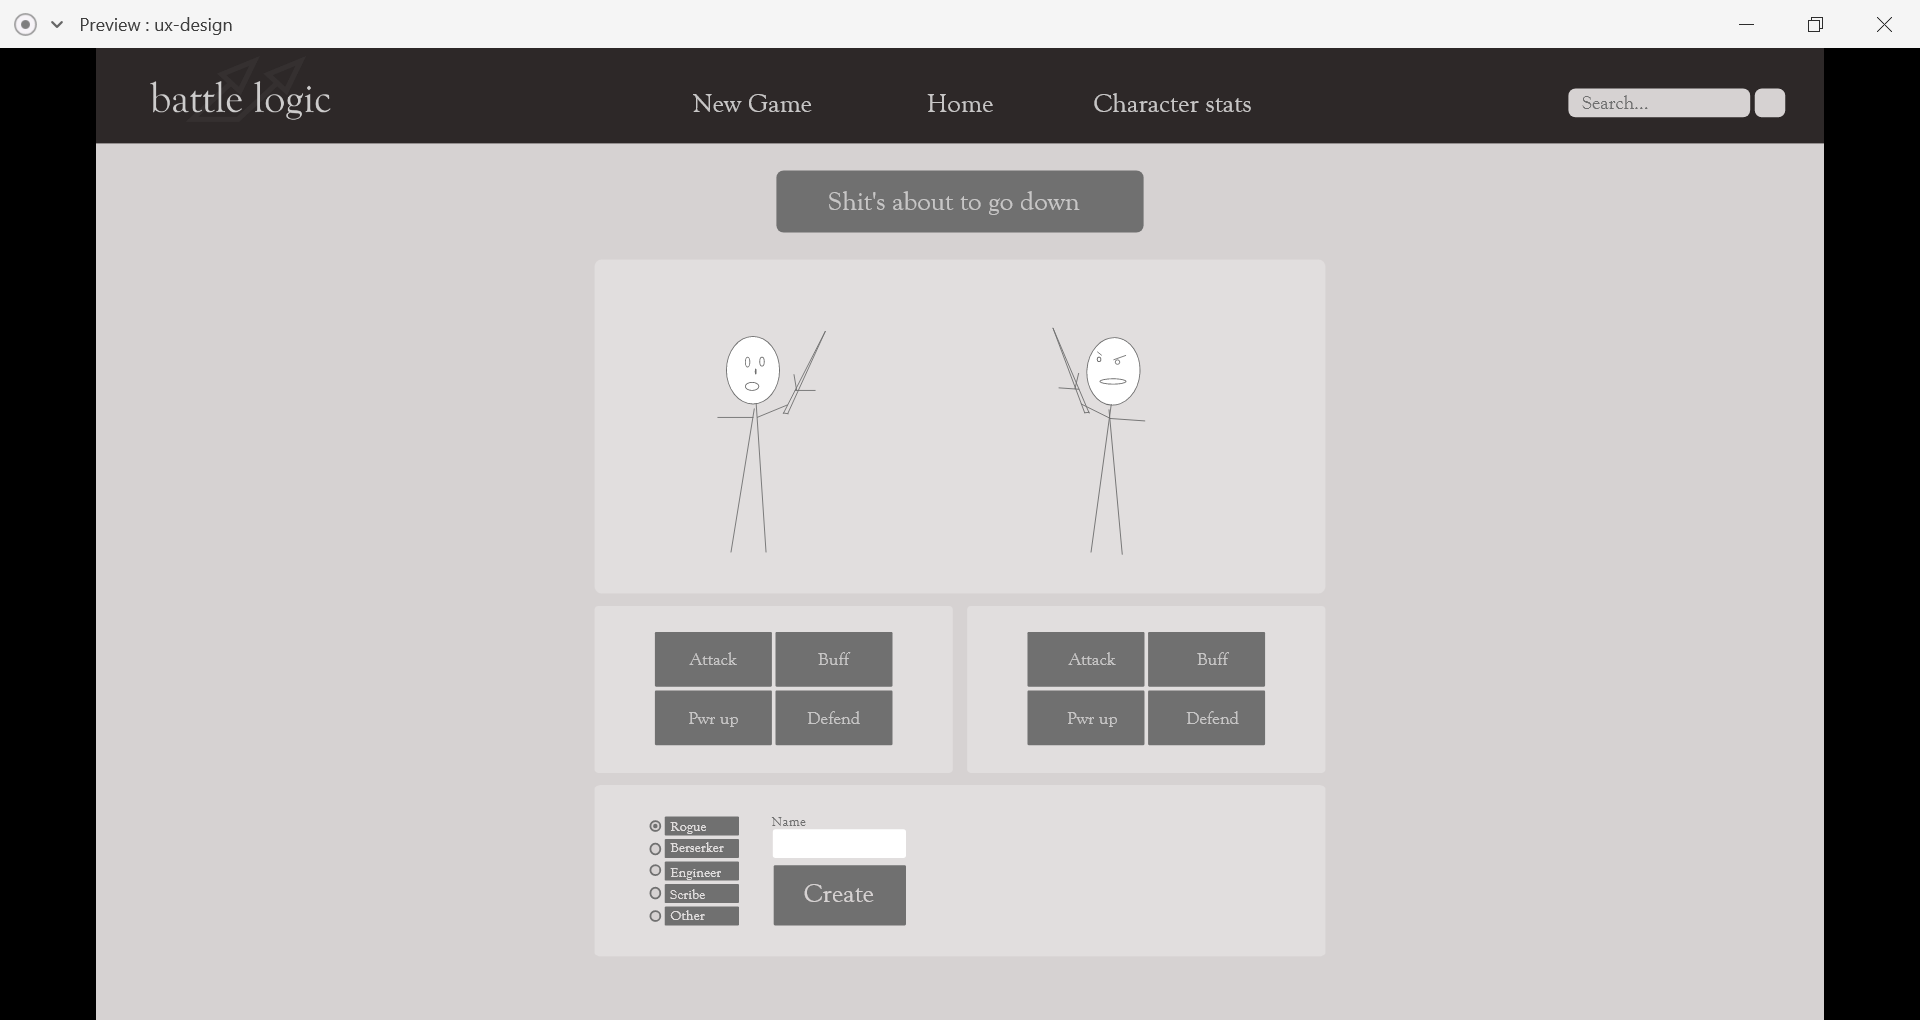 Preview : ux-design
battle logic
New Game
Home
Character stats
Search...
Shit's about to go down
Attack
Buff
Pwr up
Defend
Attack
Buff
Pwr up
Defend
Rogue
Berserker
Engineer
Scribe
Other
Name
Create